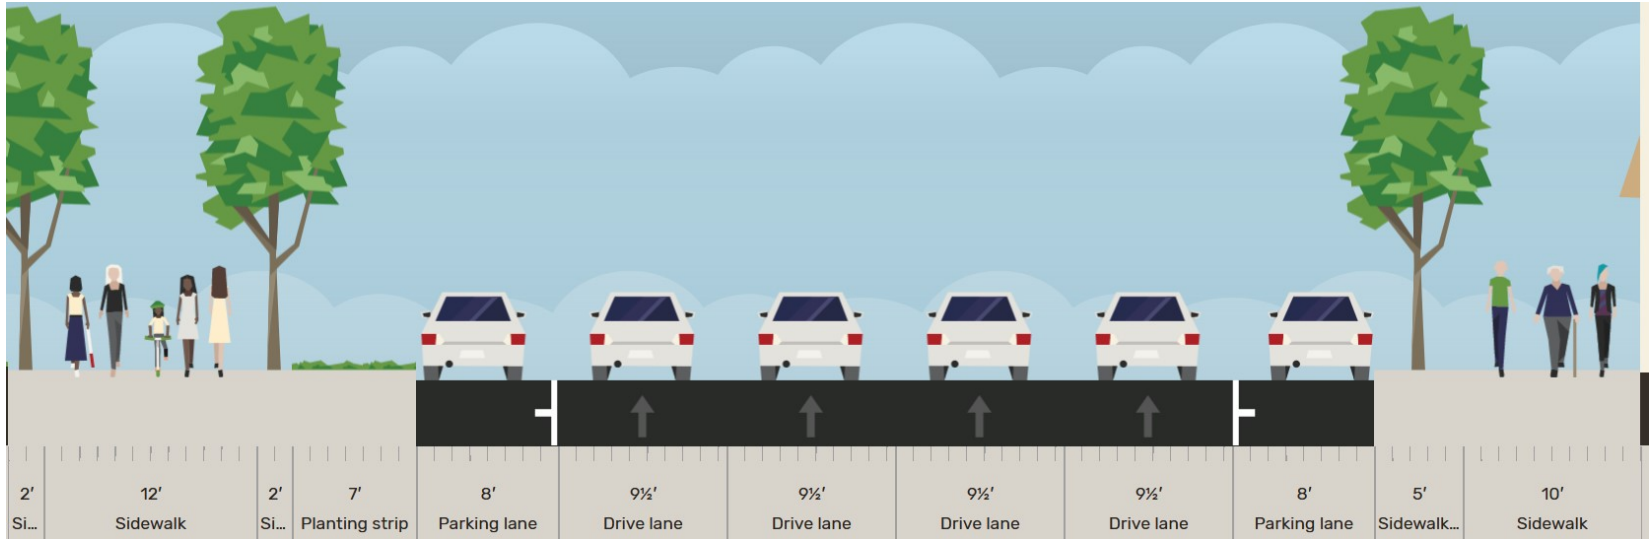 2′ 12′ 2′ 7′ 8′ 9½′ 9½′ 9½′ 9½′ 8′ 5′ 10′
Si... Sidewalk Si... Planting strip Parking lane Drive lane Drive lane Drive lane Drive lane Parking lane Sidewalk... Sidewalk